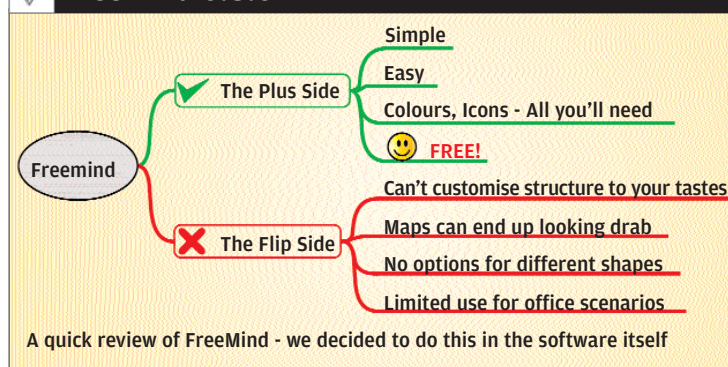 Simple
The Plus Side
Easy
Colours, Icons - All you'll need
FREE!
Freemind
Can't customise structure to your tastes
The Flip Side
Maps can end up looking drab
No options for different shapes
Limited use for office scenarios
A quick review of FreeMind - we decided to do this in the software itself